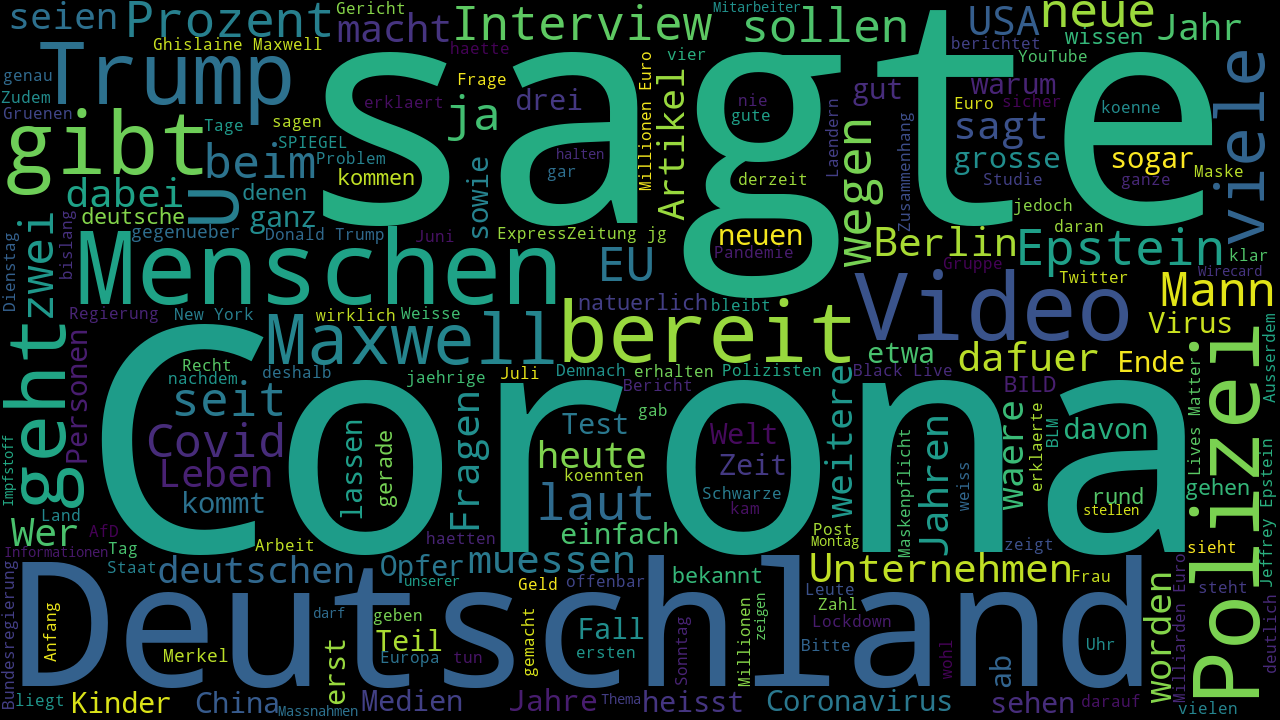 seien
Prozent
Gericht
macht
Interview
Mitarbeiter
sollen
USA
neue
Jahr
Ghislaine Maxwell
haette
vier
berichtet
wissen
YouTube
genau
Trump
sagte
Frage
Millionen Euro
Artikel
warum
viele
Zudem
Gruenen
erklaert
ja
drei
nie
gut
Euro
sicher
koenne
gibt
Tage
sagen
SPIEGEL
gute
Laendern
sagt
beim
Problem
halten
wegen
Zusammenhang
grosse
sogar
Maske
dabei
denen
kommen
gar
derzeit
Studie
ganze
U
sowie
jedoch
deutsche
ganz
gegenueber
Donald Trump
Juni
ExpressZeitung jg
neuen
Pandemie
Berlin
Epstein
daran
klar
Dienstag
zwei
bislang
Menschen
EU
Gruppe
Twitter
Wirecard
Video
Mann
natuerlich
bleibt
Regierung
New York
wirklich
Weisse
bereit
Virus
Maxwell
Ausserdem
geht
Personen
Recht
nachdem
deshalb
jaehrige
Juli
Demnach
erhalten
Polizisten
Black Live
etwa
dafuer
Ende
Polizei
Bericht
BILD
seit
Corona
gab
weitere
Lives Matter
Covid
Fragen
Test
Welt
Jahren
waere
erklaerte
BLM
davon
Impfstoff
Leben
lassen
gerade
heute
Zeit
Maskenpflicht
weiss
koennten
kommt
Schwarze
rund
gehen
Land
laut
kam
stellen
Wer
AfD
haetten
einfach
Post
Montag
Jeffrey Epstein
Informationen
Tag
Arbeit
zeigt
sieht
Staat
deutschen
Opfer
muessen
bekannt
Unternehmen
Frau
unserer
Bundesregierung
Deutschland
Geld
offenbar
Leute
worden
Milliarden Euro
steht
deutlich
Anfang
darf
geben
gemacht
Fall
Millionen
zeigen
Zahl
Lockdown
erst
Teil
ersten
Sonntag
Bitte
wohl
Uhr
Merkel
Europa
tun
ab
liegt
Kinder
China
Massnahmen
Medien
Jahre
Thema
heisst
Coronavirus
sehen
darauf
vielen